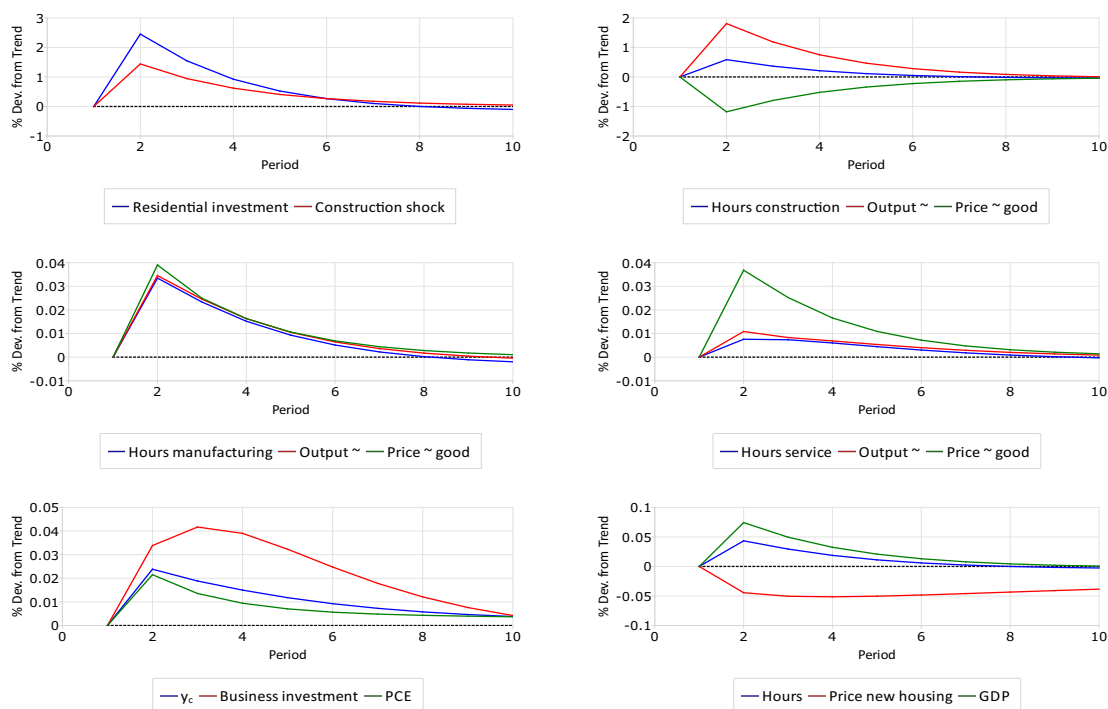 3
2
1
0
-1
% Dev. from Trend
0 2 4 6 8 10
Period
Residential investment Construction shock
2
1
0
-1
-2
% Dev. from Trend
0 2 4 6 8 10
Period
Hours construction Output ~ Price ~ good
0.04
0.03
0.02
0.01
0
-0.01
% Dev. from Trend
0 2 4 6 8 10
Period
Hours manufacturing Output ~ Price ~ good
0.04
0.03
0.02
0.01
0
-0.01
% Dev. from Trend
0 2 4 6 8 10
Period
Hours service Output ~ Price ~ good
0.05
0.04
0.03
0.02
0.01
0
% Dev. from Trend
0 2 4 6 8 10
Period
y_c Business investment PCE
0.1
0.05
0
-0.05
-0.1
% Dev. from Trend
0 2 4 6 8 10
Period
Hours Price new housing GDP